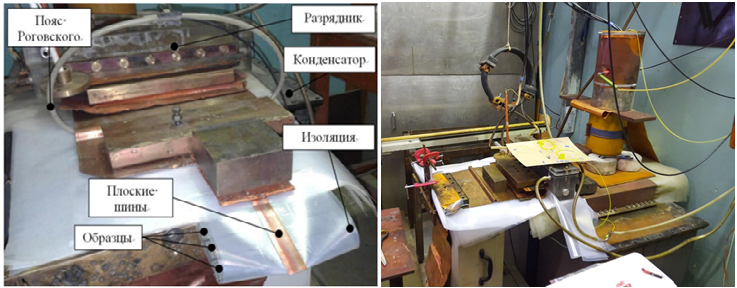 Пояс
Роговского
Разрядник
Конденсатор
Изоляция
Плоские
шины
Образцы